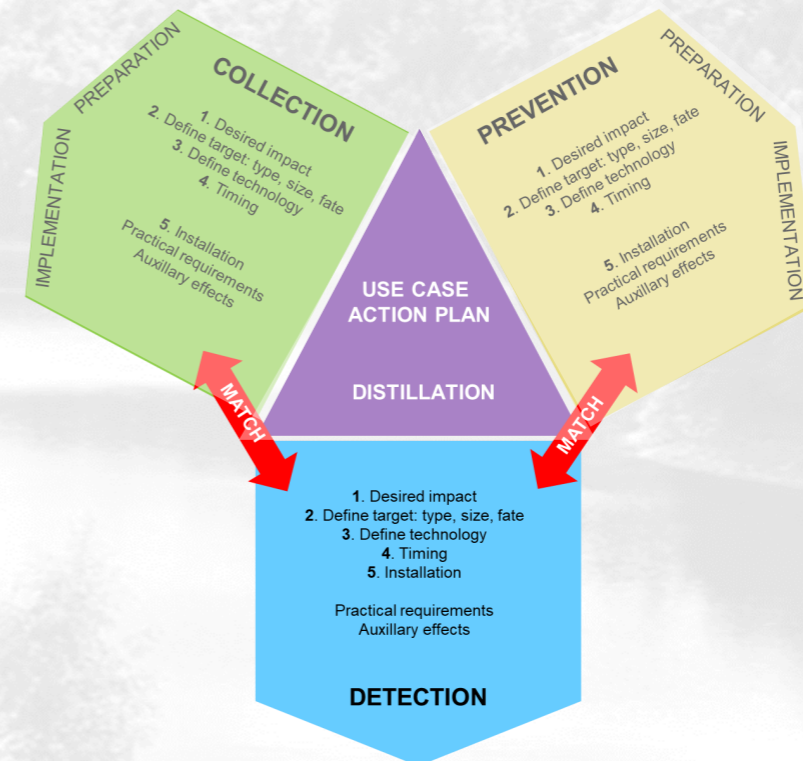 PREPARATION
IMPLEMENTATION
COLLECTION
1. Desired impact
2. Define target: type, size, fate
3. Define technology
4. Timing
5. Installation
Practical requirements
Auxillary effects
PREVENTION
PREPARATION
IMPLEMENTATION
1. Desired impact
2. Define target: type, size, fate
3. Define technology
4. Timing
5. Installation
Practical requirements
Auxillary effects
USE CASE
ACTION PLAN
DISTILLATION
MATCH
MATCH
1. Desired impact
2. Define target: type, size, fate
3. Define technology
4. Timing
5. Installation
Practical requirements
Auxillary effects
DETECTION